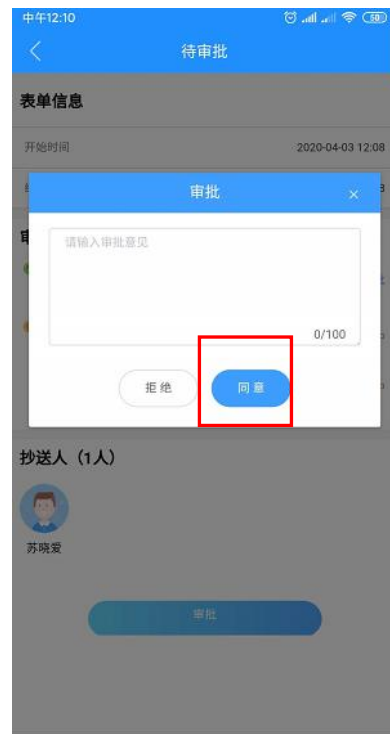 中午12:10
50
待审批
表单信息
开始时间
2020-04-03 12:08
审批
请输入审批意见
0/100
拒绝
同意
抄送人（1人）
苏晓爱
审批